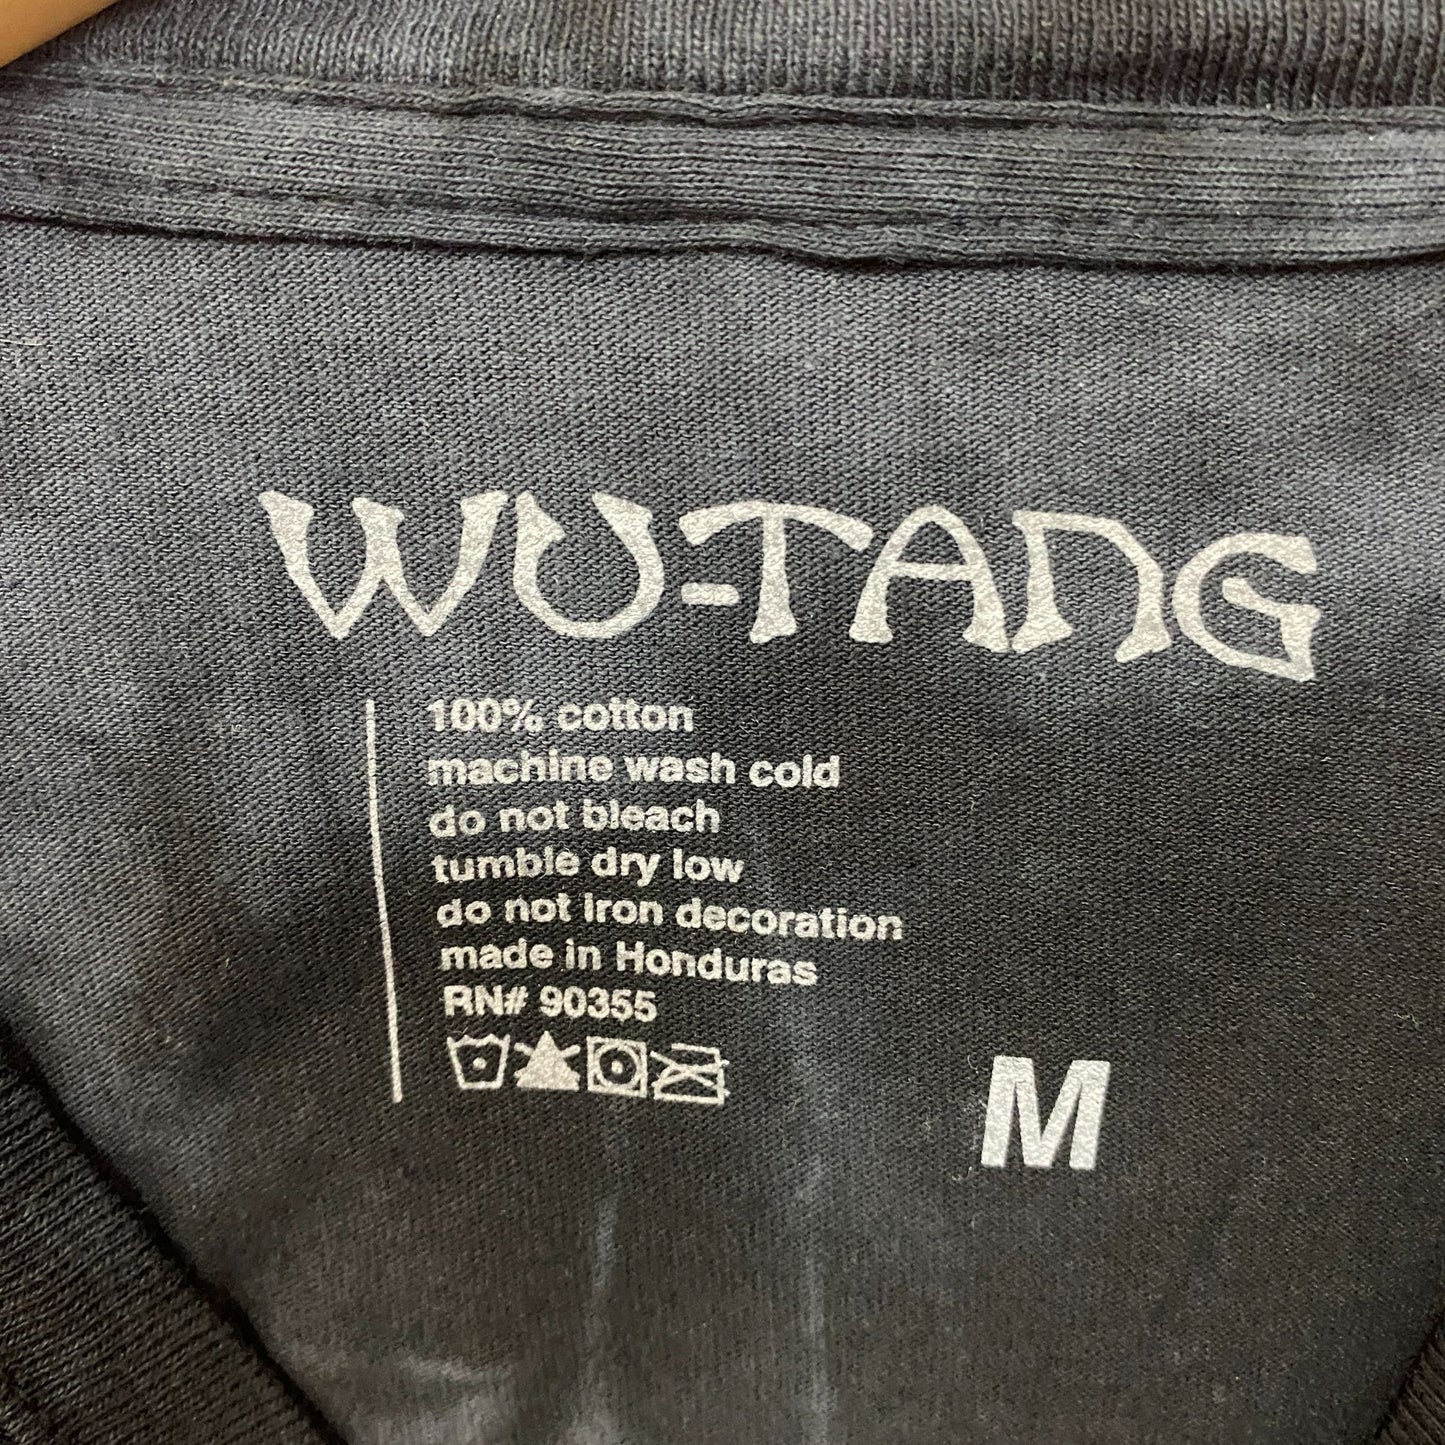 WU-TANG
100% cotton
machine wash cold
do not bleach
tumble dry low
do not iron decoration
made in Honduras
RN# 90355
M